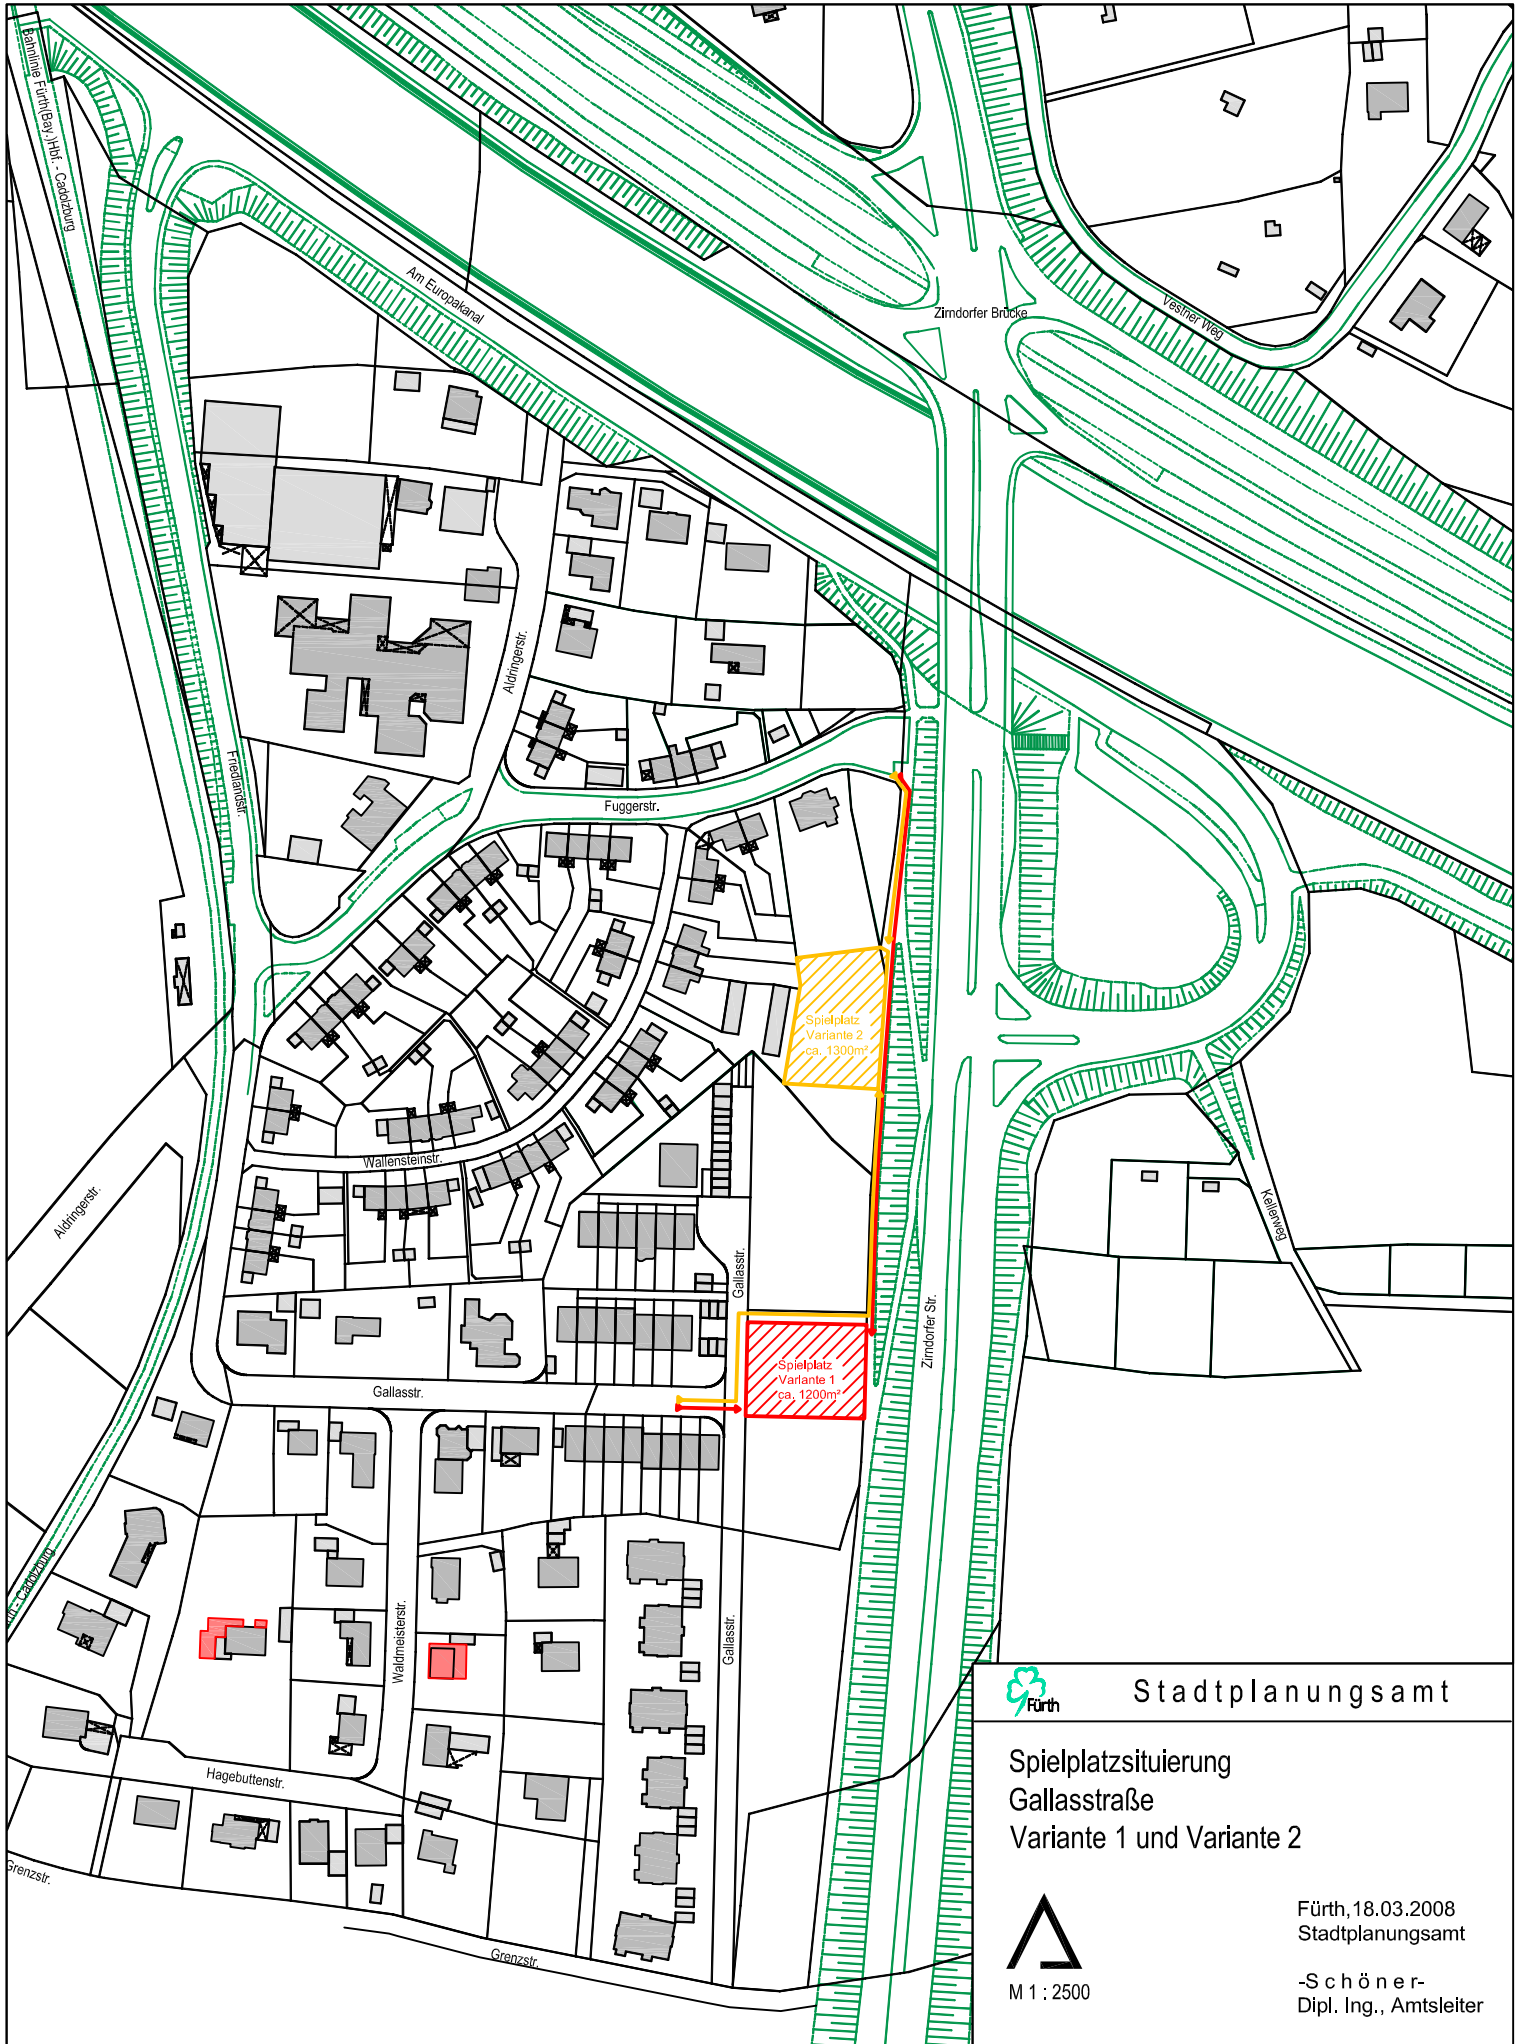 Bahnlinie Fürth(Bay.)Hbf. - Cadolzburg
Am Europakanal
Zirndorfer Brücke
Vestner Weg
Aldringerstr.
Friedlandstr.
Fuggerstr.
Spielplatz
Variante 2
ca. 1300m²
Wallensteinstr.
Aldringerstr.
Kellerweg
Gallasstr.
Zirndorfer Str.
Spielplatz
Variante 1
ca. 1200m²
Gallasstr.
- Cadolzburg
Waldmeisterstr.
Gallasstr.
Hagebuttenstr.
Grenzstr.
Grenzstr.
Fürth
Stadtplanungsamt
Spielplatzsituierung
Gallasstraße
Variante 1 und Variante 2
M 1 : 2500
Fürth,18.03.2008
Stadtplanungsamt
-S c h ö n e r-
Dipl. Ing., Amtsleiter